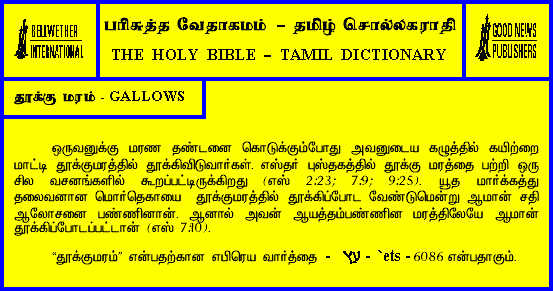 BELLWETHER
INTERNATIONAL
பரிசுத்த வேதாகமம் – தமிழ் சொல்லகராதி
THE HOLY BIBLE – TAMIL DICTIONARY
GOOD NEWS
PUBLISHERS
தூக்கு மரம் - GALLOWS
ஒருவனுக்கு மரண தண்டனை கொடுக்கும்போது அவனுடைய கழுத்தில் கயிற்றை
மாட்டி தூக்குமரத்தில் தூக்கிவிடுவார்கள். எஸ்தர் புஸ்தகத்தில் தூக்கு மரத்தை பற்றி ஒரு
சில வசனங்களில் கூறப்பட்டிருக்கிறது (எஸ் 2:23; 7:9; 9:25). யூத மார்க்கத்து
தலைவனான மொர்தெகாயை தூக்குமரத்தில் தூக்கிப்போட வேண்டுமென்று ஆமான் சதி
ஆலோசனை பண்ணினான். ஆனால் அவன் ஆயத்தம்பண்ணின மரத்திலேயே ஆமான்
தூக்கிப்போடப்பட்டான் (எஸ் 7:10).
“தூக்குமரம்” என்பதற்கான எபிரெய வார்த்தை - עץ - `ets - 6086 என்பதாகும்.